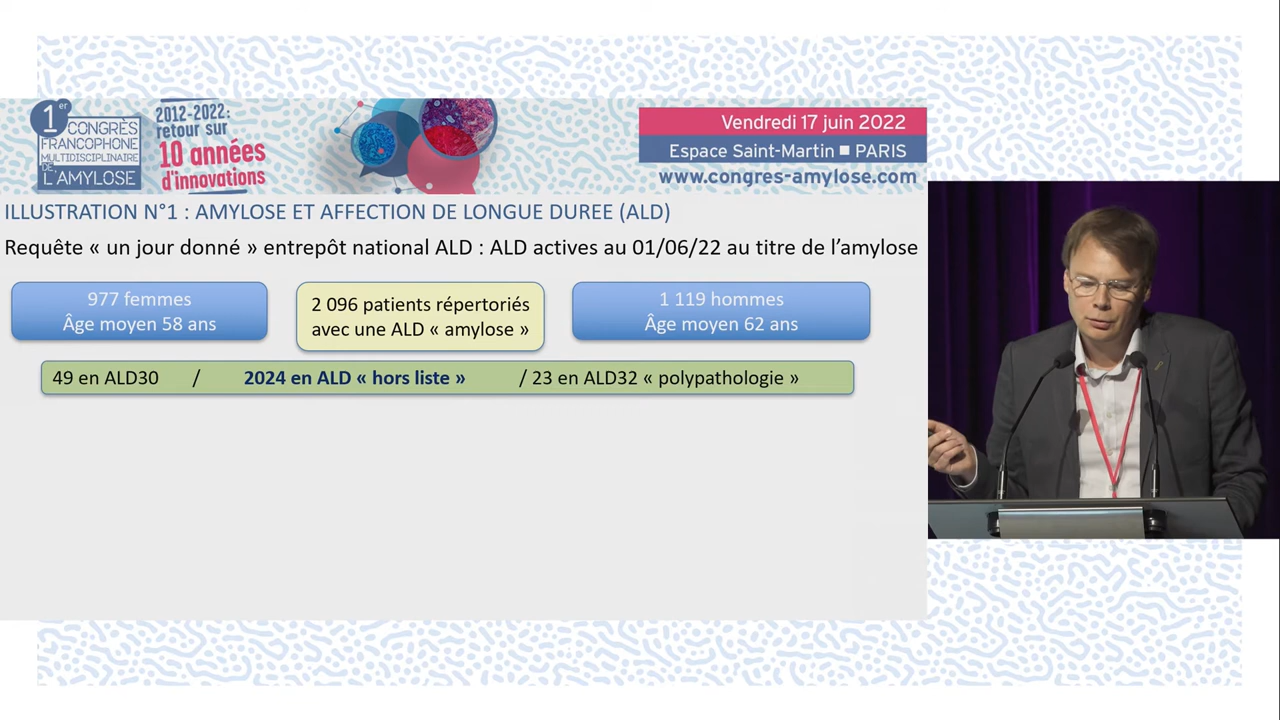 1er
CONGRÈS
FRANCOPHONE
MULTIDISCIPLINAIRE
DE
L'AMYLOSE
2012-2022:
retour sur
10 années
d'innovations
Vendredi 17 juin 2022
Espace Saint-Martin ■ PARIS
www.congres-amylose.com
ILLUSTRATION N°1 : AMYLOSE ET AFFECTION DE LONGUE DUREE (ALD)
Requête « un jour donné » entrepôt national ALD : ALD actives au 01/06/22 au titre de l'amylose
977 femmes
Âge moyen 58 ans
2 096 patients répertoriés
avec une ALD « amylose »
1 119 hommes
Âge moyen 62 ans
49 en ALD30 / 2024 en ALD « hors liste » / 23 en ALD32 « polypathologie »